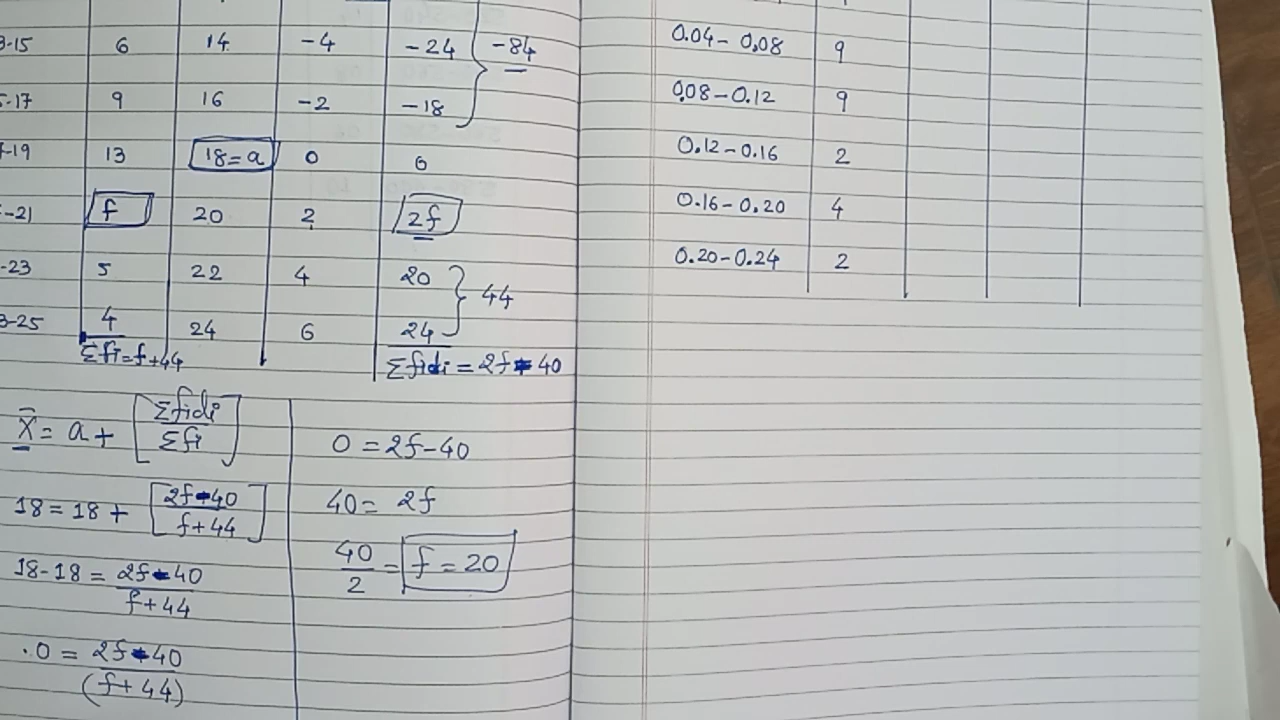 3-15 6 14 -4 -24 -84
5-17 9 16 -2 -18
-19 13 18=a 0 0
-21 f 20 2 2f
-23 5 22 4 20 44
3-25 4 24 6 24
Σfi=f+44 Σfidi = 2f-40
X̄ = a + [Σfidi/Σfi]
18 = 18 + [2f-40/f+44]
18-18 = 2f-40/f+44
.0 = 2f-40/(f+44)
0 = 2f-40
40 = 2f
40/2 = f = 20
0.04-0.08 9
0.08-0.12 9
0.12-0.16 2
0.16-0.20 4
0.20-0.24 2